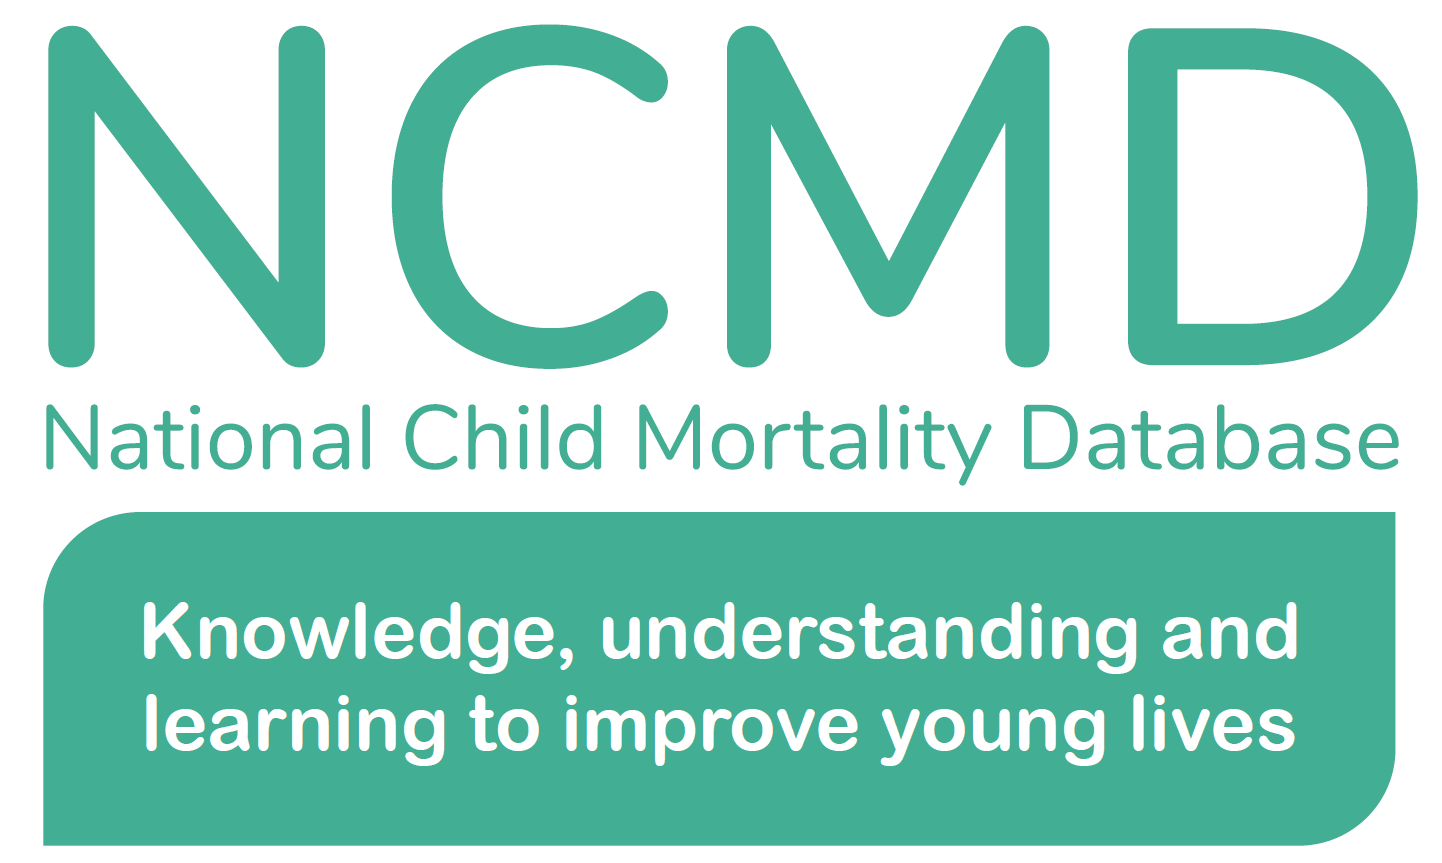 NCMD
National Child Mortality Database
Knowledge, understanding and
learning to improve young lives